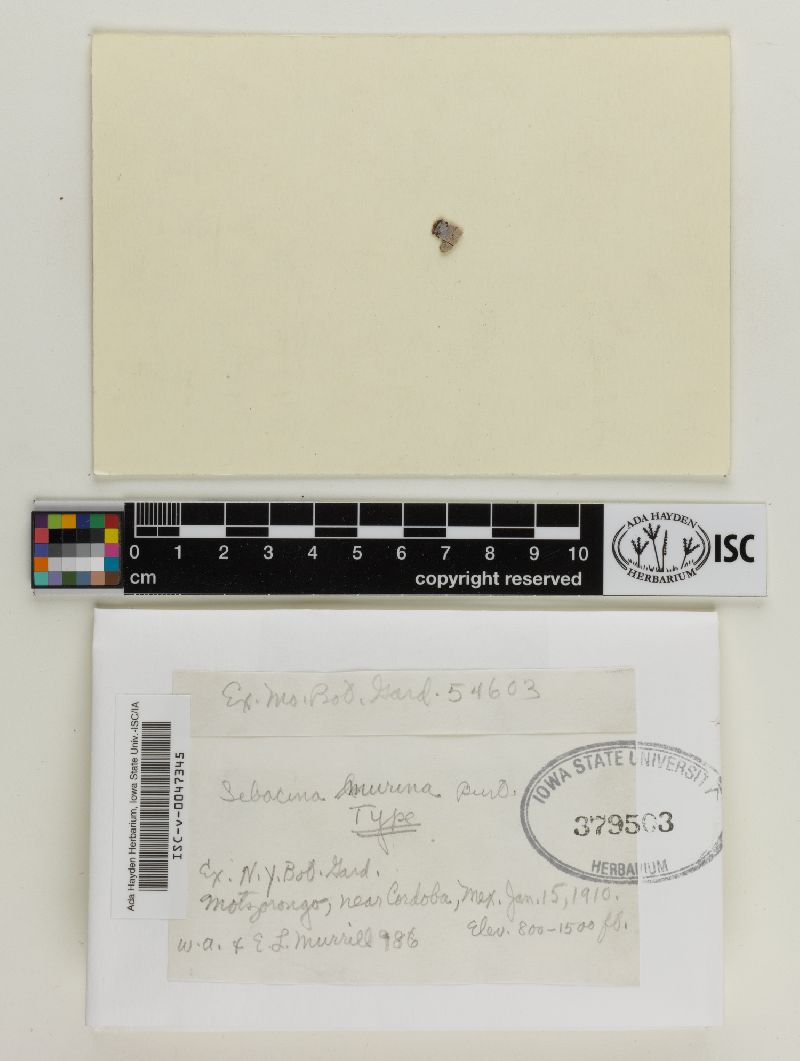 0 1 2 3 4 5 6 7 8 9 10
cm
copyright reserved
ADA HAYDEN
HERBARIUM
ISC
Ada Hayden Herbarium, Iowa State Univ.-ISC/IA
ISC-v-0047345
Ex. Mo. Bot. Gard. 54603
Sebacina murina Burt.
Type
IOWA STATE UNIVERSITY
379503
HERBARIUM
Ex. N.Y. Bot. Gard.
Motzorongo, near Cordoba, Mex. Jan. 15, 1910.
W.A. & E.L. Murrill 986
Elev. 800-1500 ft.